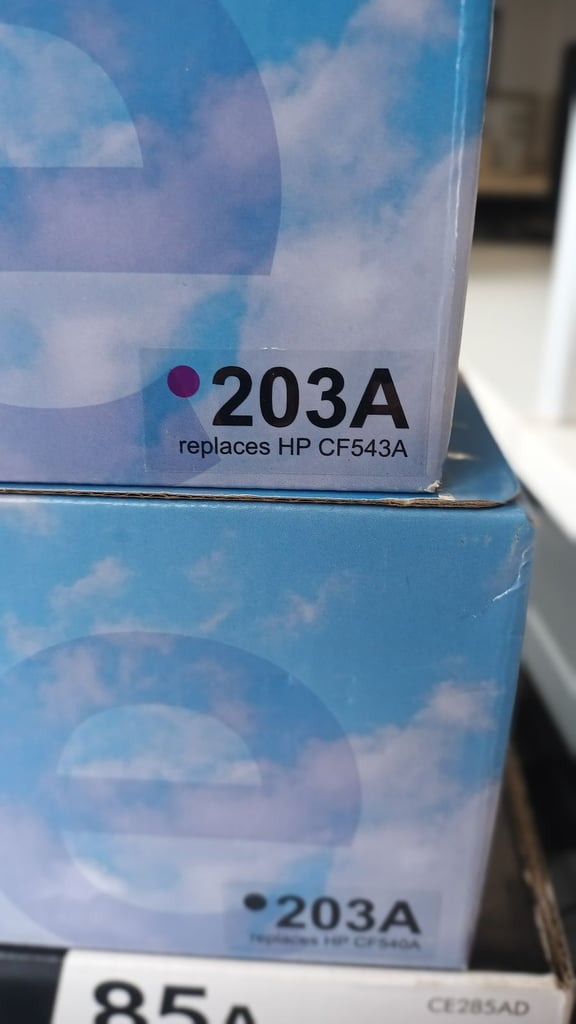 203A
replaces HP CF543A
203A
replaces HP CF540A
85A
CE285AD